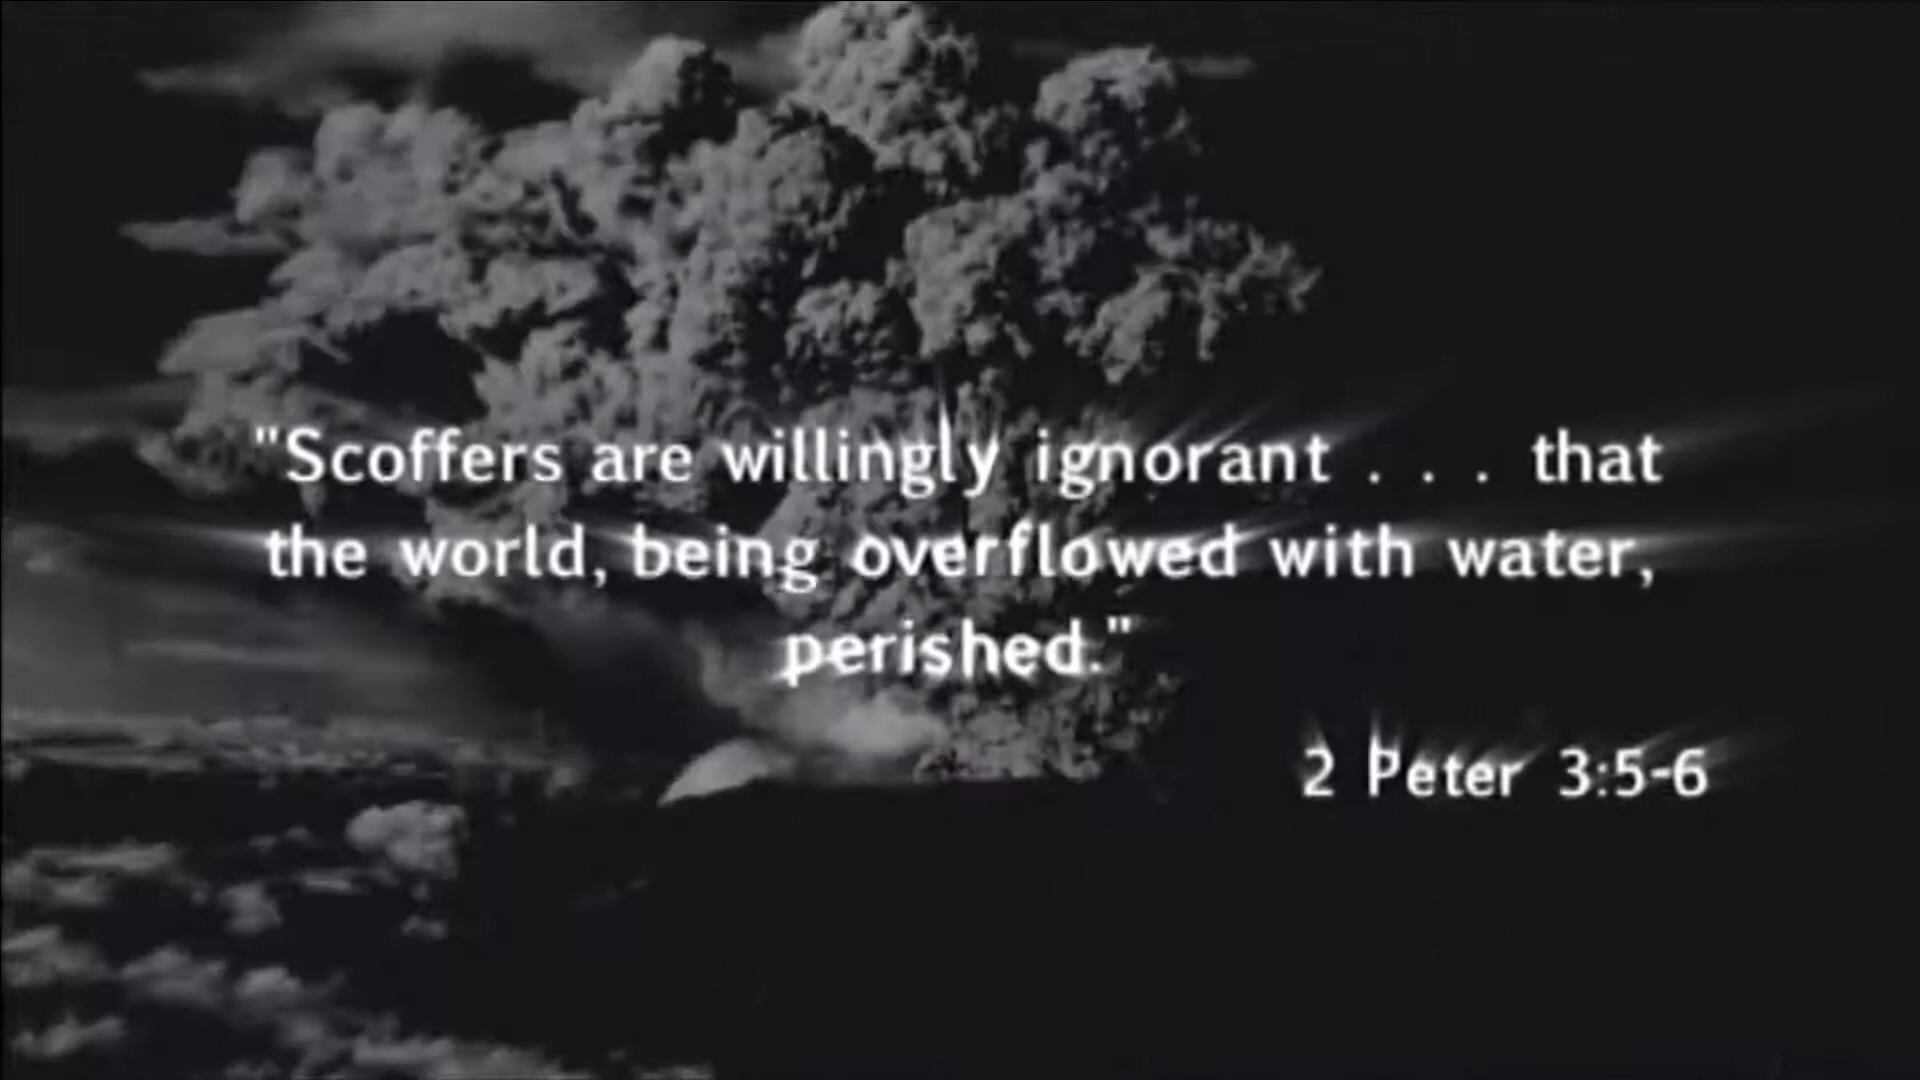 "Scoffers are willingly ignorant . . . that
the world, being overflowed with water,
perished."
2 Peter 3:5-6